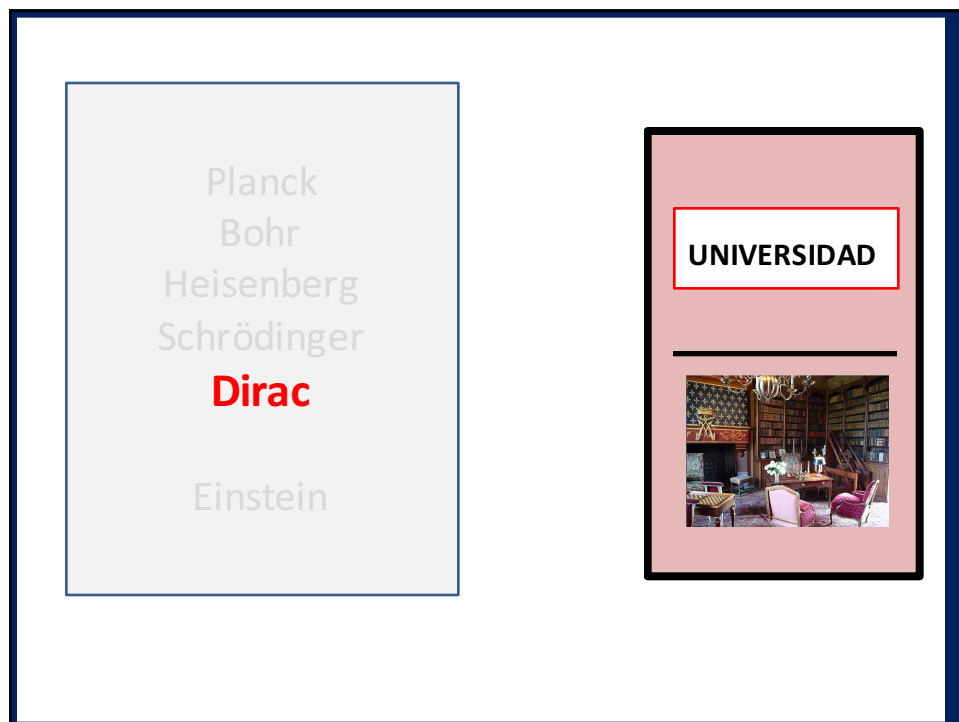 Planck
Bohr
Heisenberg
Schrödinger
Dirac
Einstein
UNIVERSIDAD